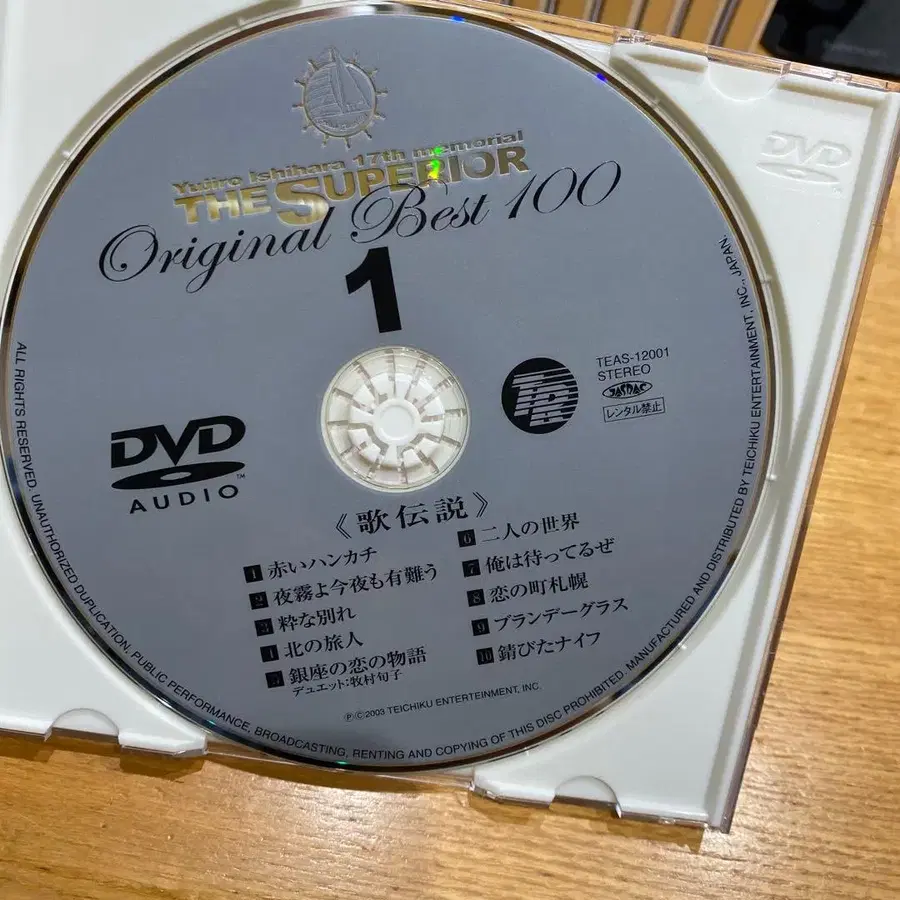 Yujiro Ishihara 17th memorial
THE SUPERIOR
Original Best 100
1
DVD
AUDIO
TEAS-12001
STEREO
JASRAC
レンタル禁止
《歌伝説》
1 赤いハンカチ
2 夜霧よ今夜も有難う
3 粋な別れ
4 北の旅人
5 銀座の恋の物語
デュエット:牧村旬子
6 二人の世界
7 俺は待ってるぜ
8 恋の町札幌
9 ブランデーグラス
10 錆びたナイフ
ⓅⒸ2003 TEICHIKU ENTERTEINMENT, INC.
ALL RIGHTS RESERVED. UNAUTHORIZED DUPLICATION, PUBLIC PERFORMANCE, BROADCASTING, RENTING AND COPYING OF THIS DISC PROHIBITED. MANUFACTURED AND DISTRIBUTED BY TEICHIKU ENTERTAINMENT, INC., JAPAN.
DVD